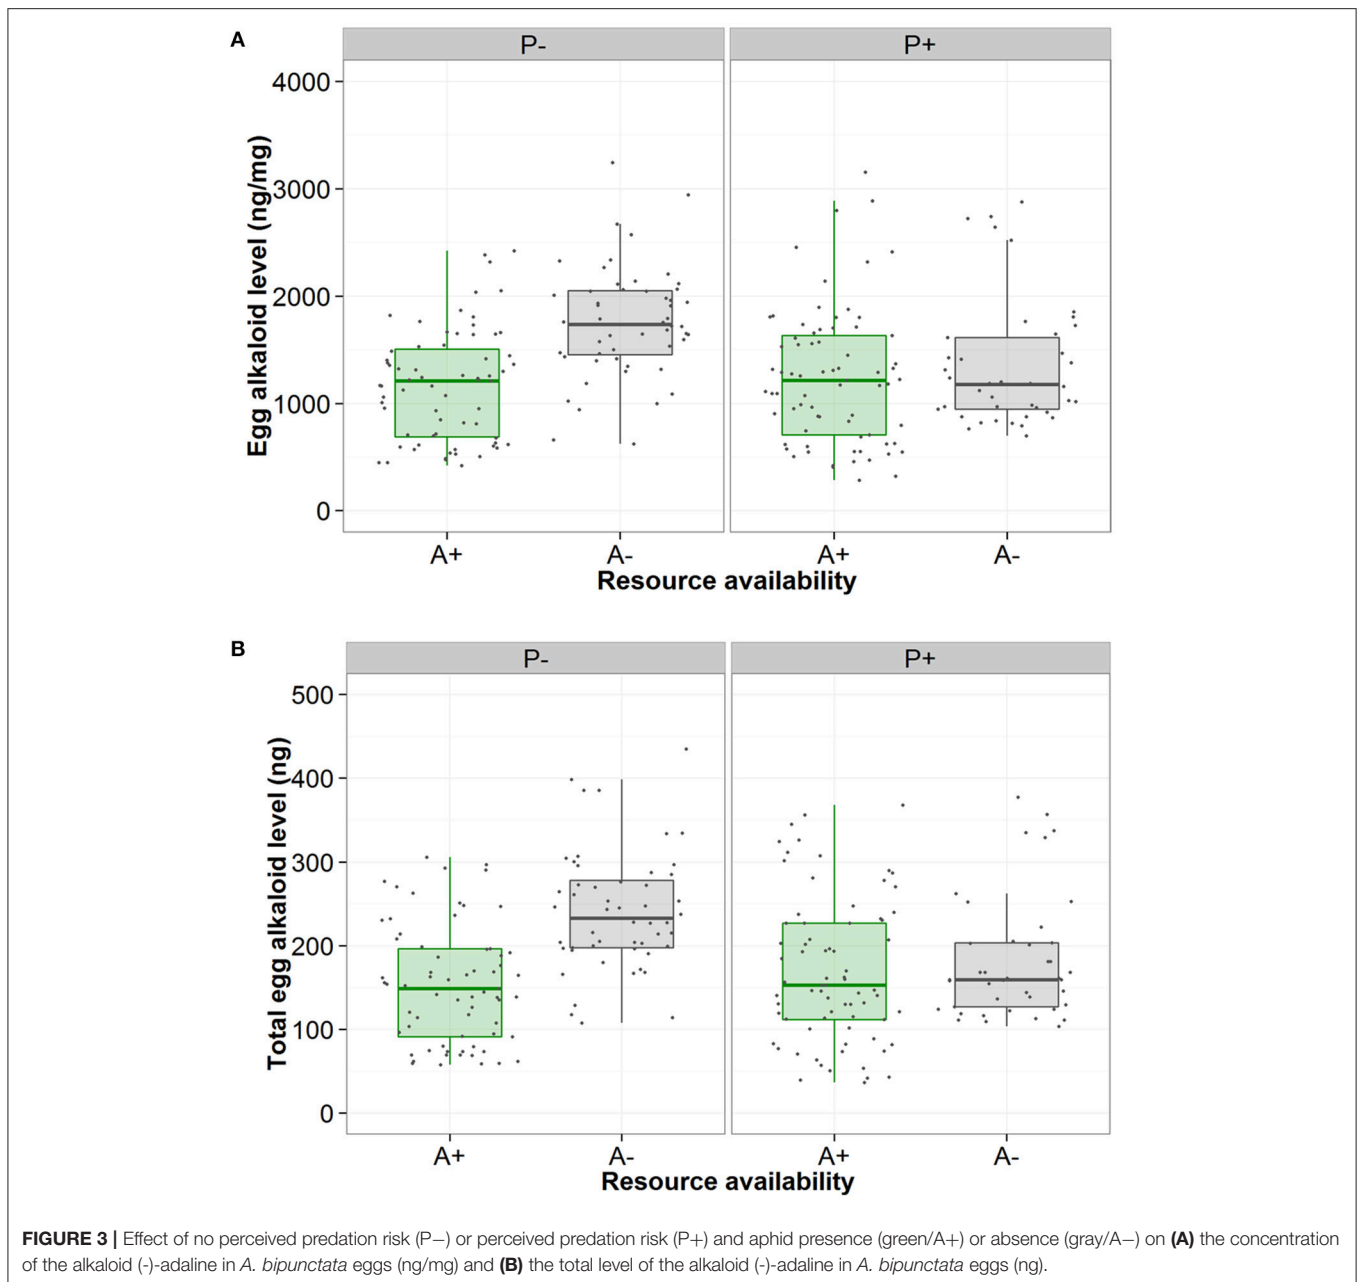 A
P- P+
Egg alkaloid level (ng/mg)
4000
3000
2000
1000
0
A+ A- A+ A-
Resource availability
B
P- P+
Total egg alkaloid level (ng)
500
400
300
200
100
0
A+ A- A+ A-
Resource availability
FIGURE 3 | Effect of no perceived predation risk (P−) or perceived predation risk (P+) and aphid presence (green/A+) or absence (gray/A−) on (A) the concentration
of the alkaloid (-)-adaline in A. bipunctata eggs (ng/mg) and (B) the total level of the alkaloid (-)-adaline in A. bipunctata eggs (ng).